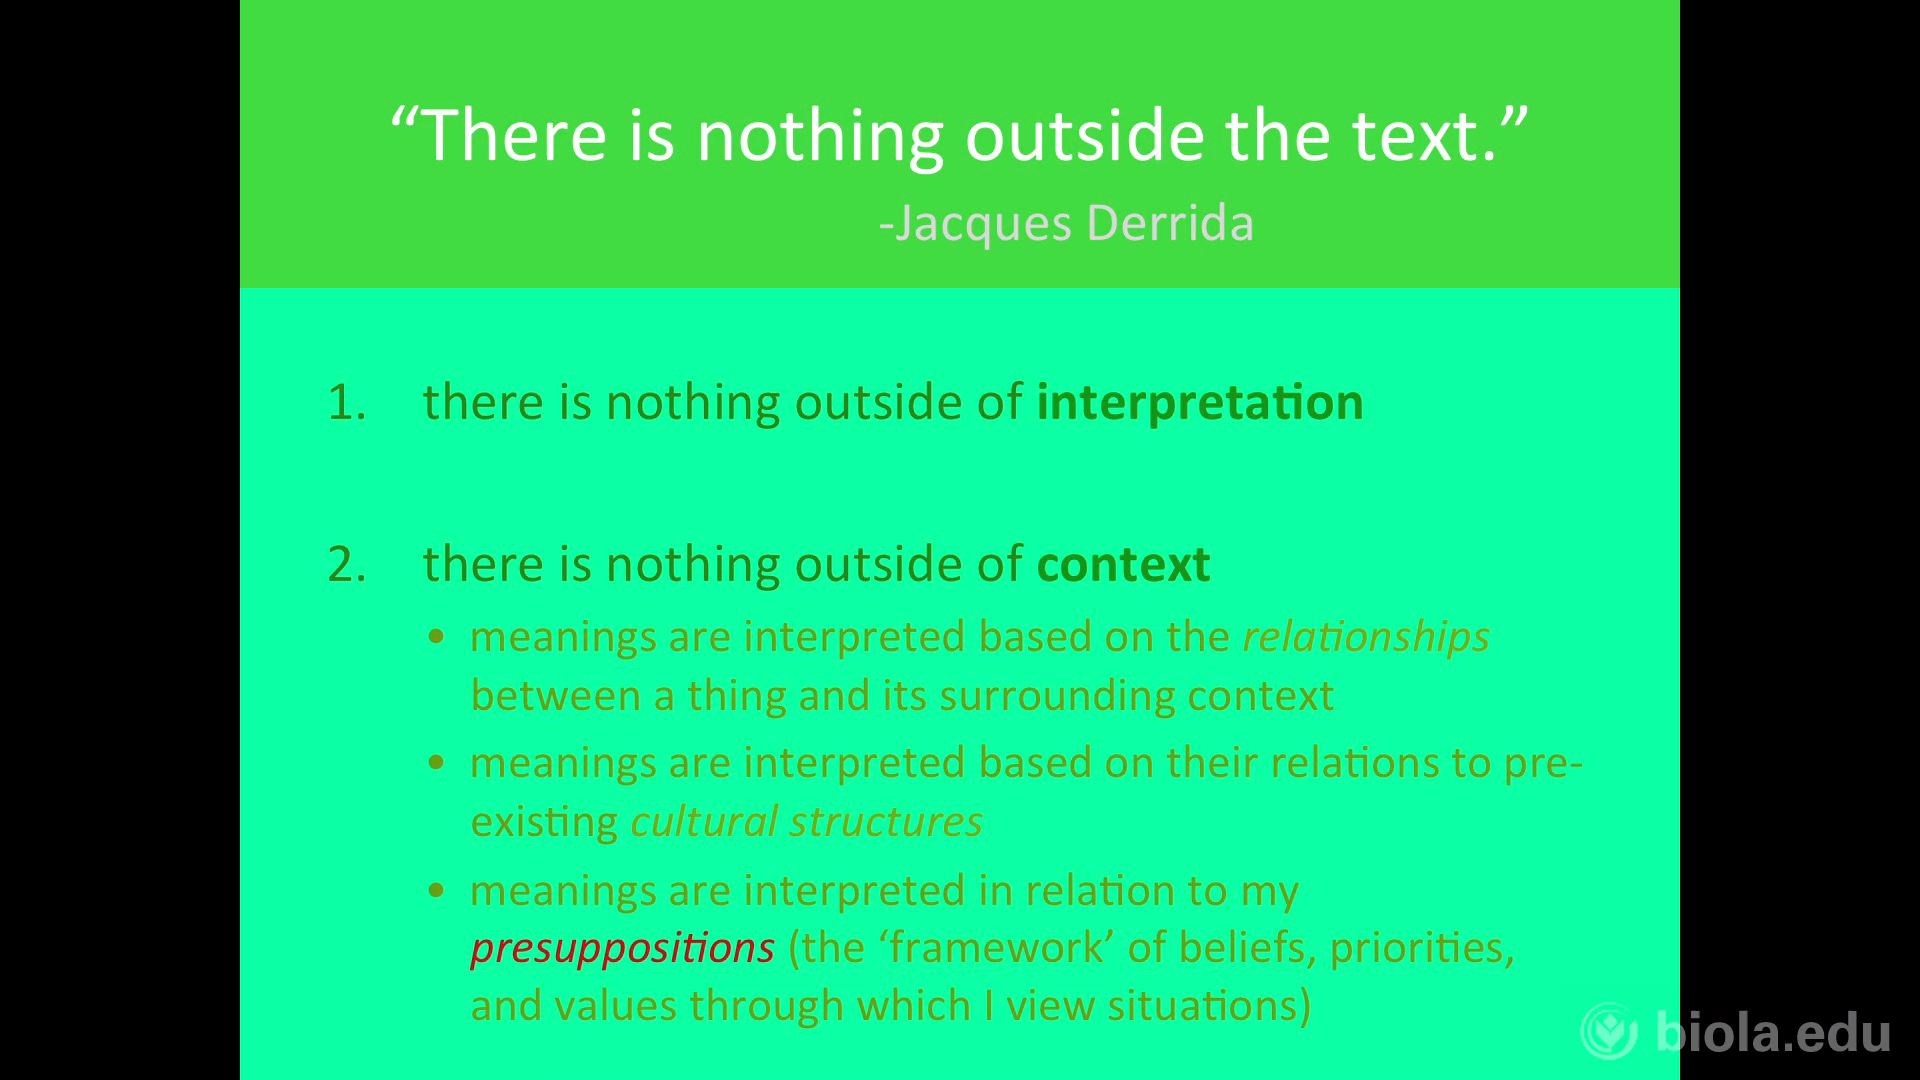 “There is nothing outside the text.”
-Jacques Derrida
1. there is nothing outside of interpretation
2. there is nothing outside of context
• meanings are interpreted based on the relationships
between a thing and its surrounding context
• meanings are interpreted based on their relations to pre-
existing cultural structures
• meanings are interpreted in relation to my
presuppositions (the ‘framework’ of beliefs, priorities,
and values through which I view situations)
biola.edu